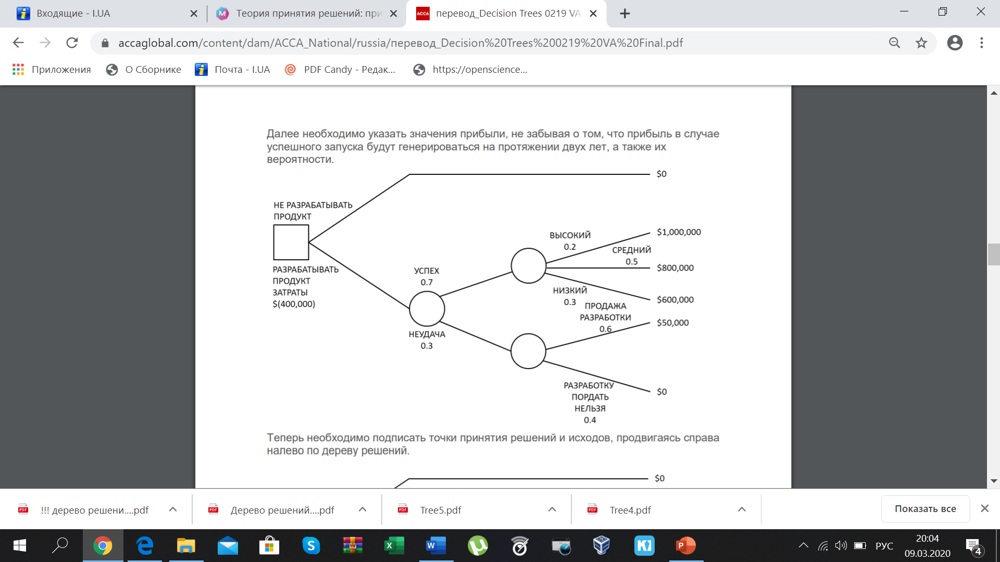 Входящие - I.UA
Теория принятия решений: при
перевод_Decision Trees 0219 VA
accaglobal.com/content/dam/ACCA_National/russia/перевод_Decision%20Trees%200219%20VA%20Final.pdf
Приложения
О Сборнике
Почта - I.UA
PDF Candy - Редак...
https://openscience...
Далее необходимо указать значения прибыли, не забывая о том, что прибыль в случае
успешного запуска будут генерироваться на протяжении двух лет, а также их
вероятности.
$0
НЕ РАЗРАБАТЫВАТЬ
ПРОДУКТ
РАЗРАБАТЫВАТЬ
ПРОДУКТ
ЗАТРАТЫ
$(400,000)
УСПЕХ
0.7
НЕУДАЧА
0.3
ВЫСОКИЙ
0.2
$1,000,000
СРЕДНИЙ
0.5
$800,000
НИЗКИЙ
0.3
$600,000
ПРОДАЖА
РАЗРАБОТКИ
0.6
$50,000
РАЗРАБОТКУ
ПОРДАТЬ
НЕЛЬЗЯ
0.4
$0
Теперь необходимо подписать точки принятия решений и исходов, продвигаясь справа
налево по дереву решений.
$0
!!! дерево решени....pdf
Дерево решений....pdf
Tree5.pdf
Tree4.pdf
Показать все
РУС
20:04
09.03.2020
4